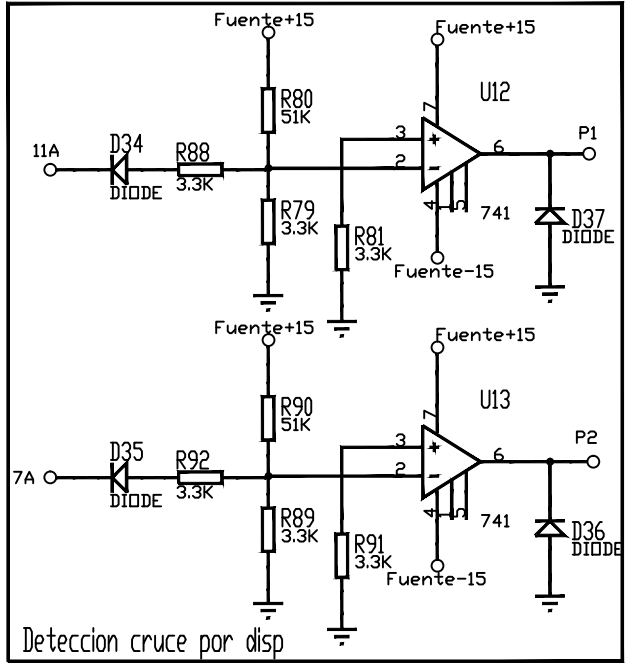 Fuente+15
Fuente+15
R80
51K
7
U12
11A
D34
DIODE
R88
3.3K
3
2
6
P1
R79
3.3K
R81
3.3K
4
1
5
741
D37
DIODE
Fuente-15
Fuente+15
Fuente+15
R90
51K
7
U13
7A
D35
DIODE
R92
3.3K
3
2
6
P2
R89
3.3K
R91
3.3K
4
1
5
741
D36
DIODE
Fuente-15
Deteccion cruce por disp